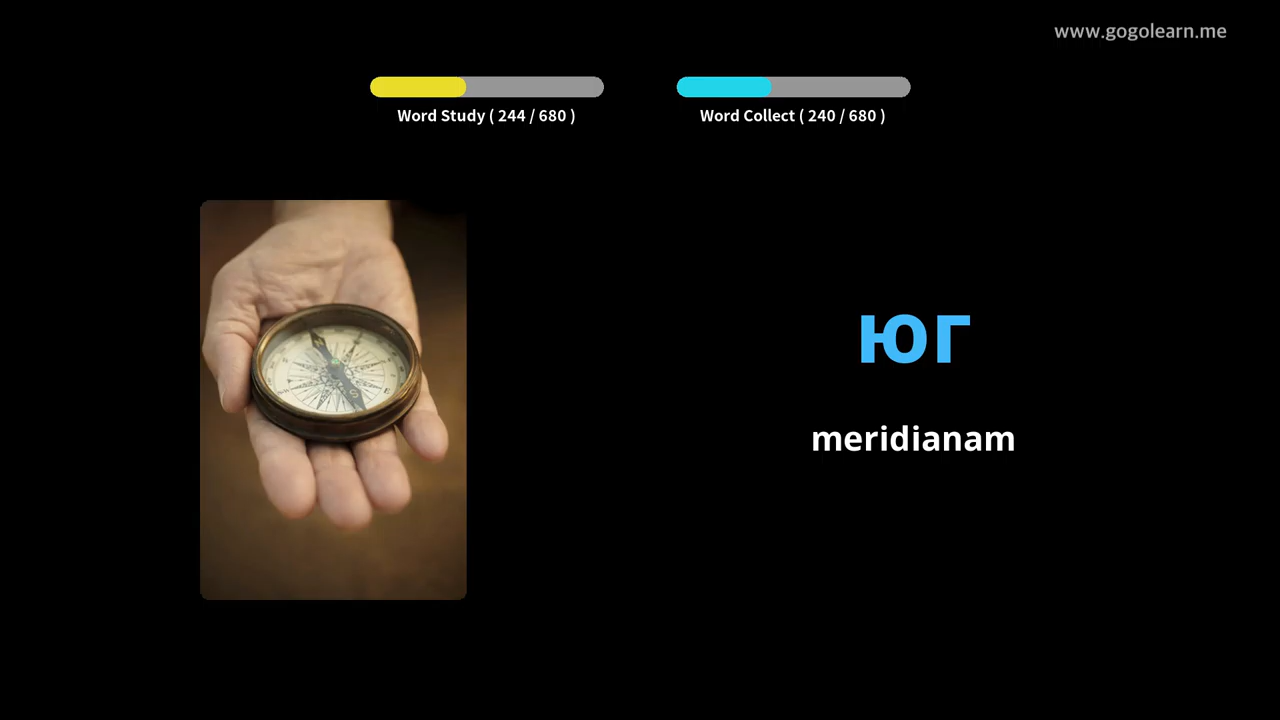 www.gogolearn.me
Word Study ( 244 / 680 )
Word Collect ( 240 / 680 )
юг
meridianam
N
E
S